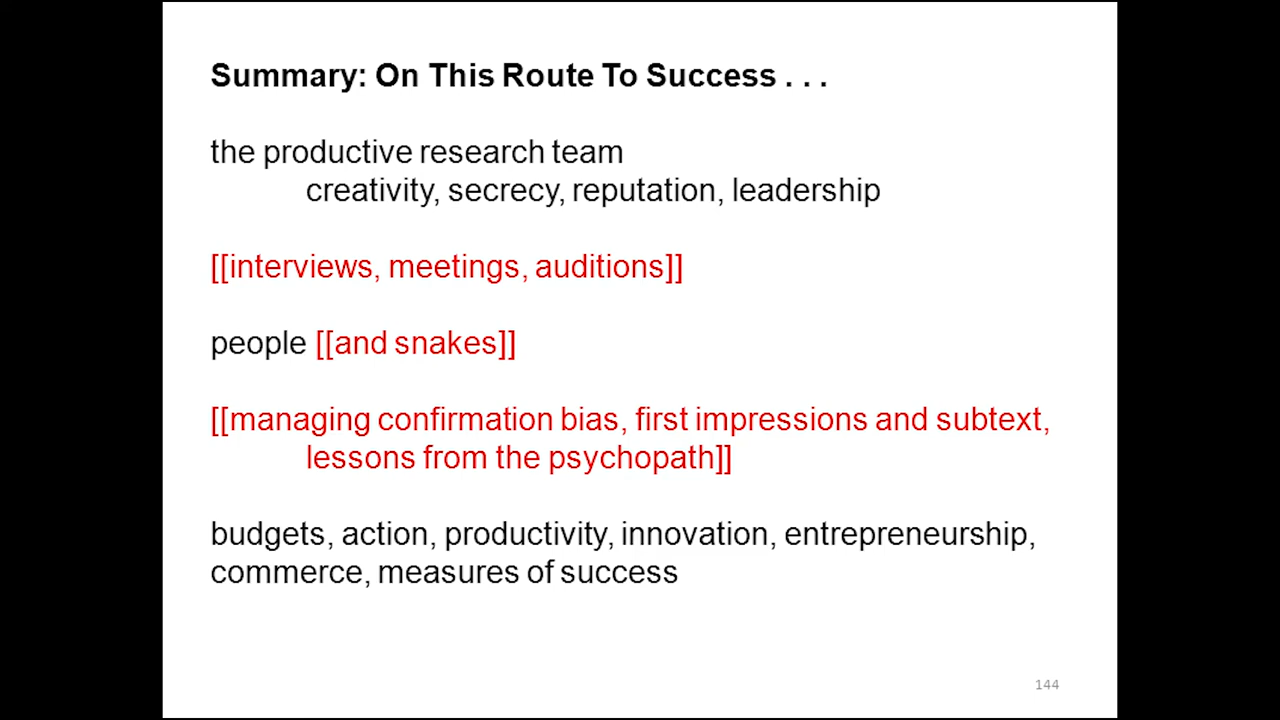 Summary: On This Route To Success . . .
the productive research team
creativity, secrecy, reputation, leadership
[[interviews, meetings, auditions]]
people [[and snakes]]
[[managing confirmation bias, first impressions and subtext,
lessons from the psychopath]]
budgets, action, productivity, innovation, entrepreneurship,
commerce, measures of success
144